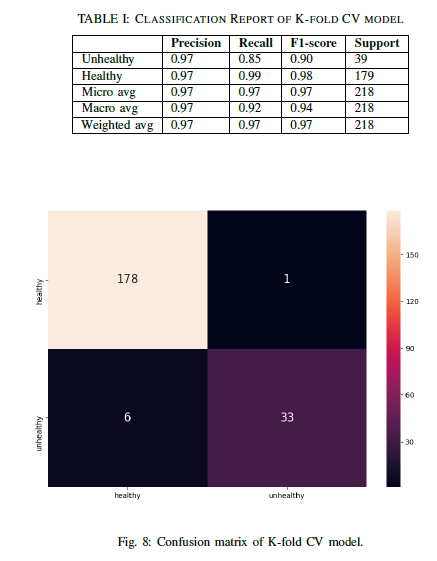 TABLE I: CLASSIFICATION REPORT OF K-FOLD CV MODEL
Precision Recall F1-score Support
Unhealthy 0.97 0.85 0.90 39
Healthy 0.97 0.99 0.98 179
Micro avg 0.97 0.97 0.97 218
Macro avg 0.97 0.92 0.94 218
Weighted avg 0.97 0.97 0.97 218
healthy 178 1
unhealthy 6 33
healthy unhealthy
150
120
90
60
30
Fig. 8: Confusion matrix of K-fold CV model.